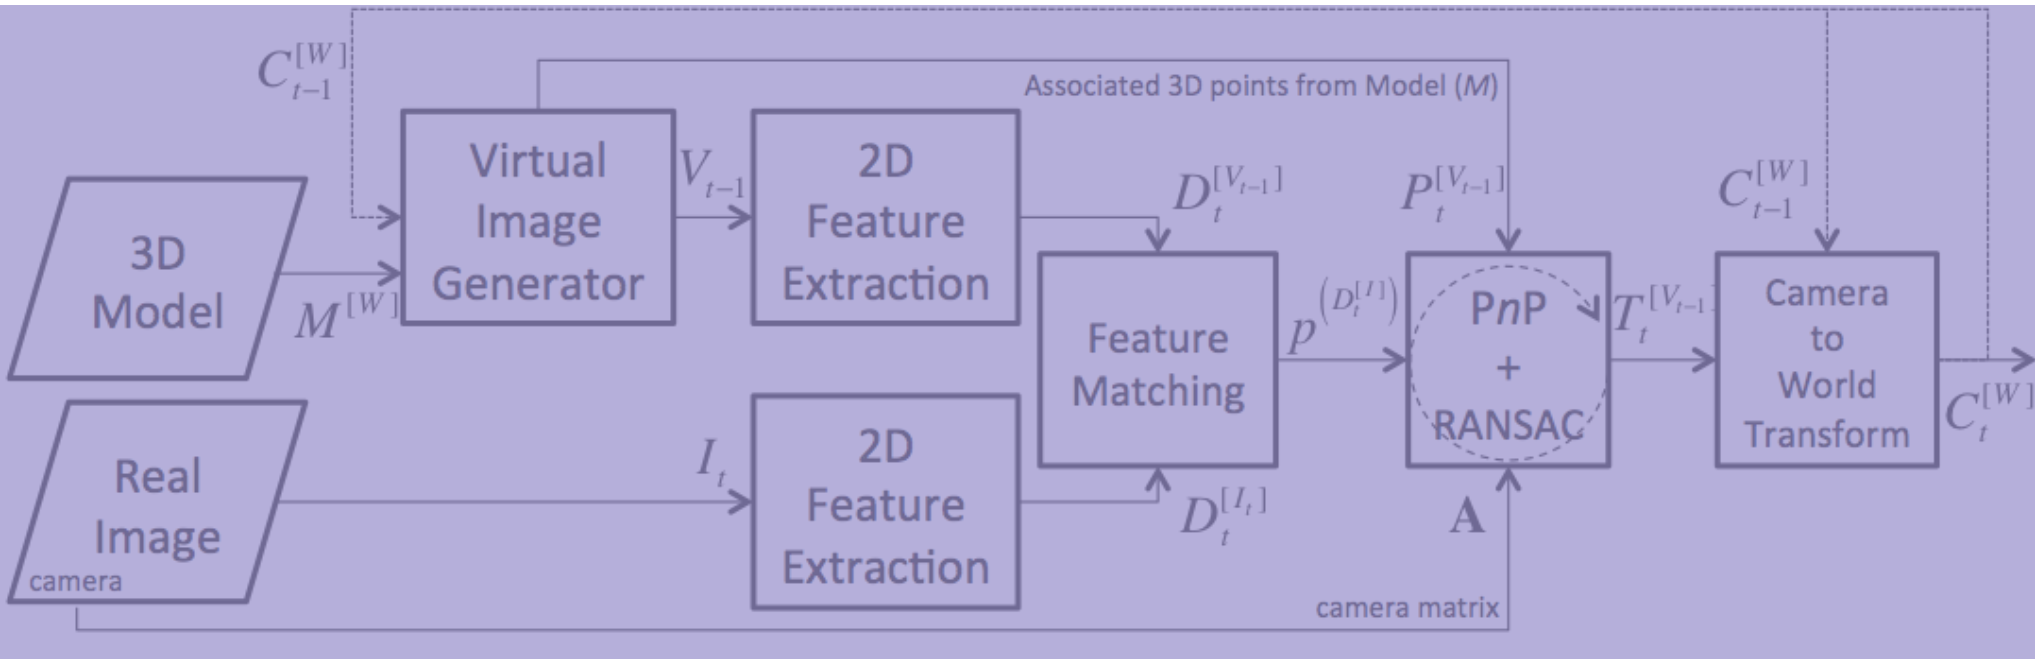 C_{t-1}^{[W]}
Associated 3D points from Model (M)
Virtual
Image
Generator
V_{t-1}
2D
Feature
Extraction
D_t^{[V_{t-1}]}
P_t^{[V_{t-1}]}
C_{t-1}^{[W]}
3D
Model
M^{[W]}
Feature
Matching
p^{(D_t^{[I]})}
PnP
+
RANSAC
T_t^{[V_{t-1}]}
Camera
to
World
Transform
C_t^{[W]}
Real
Image
camera
I_t
2D
Feature
Extraction
D_t^{[I_t]}
A
camera matrix